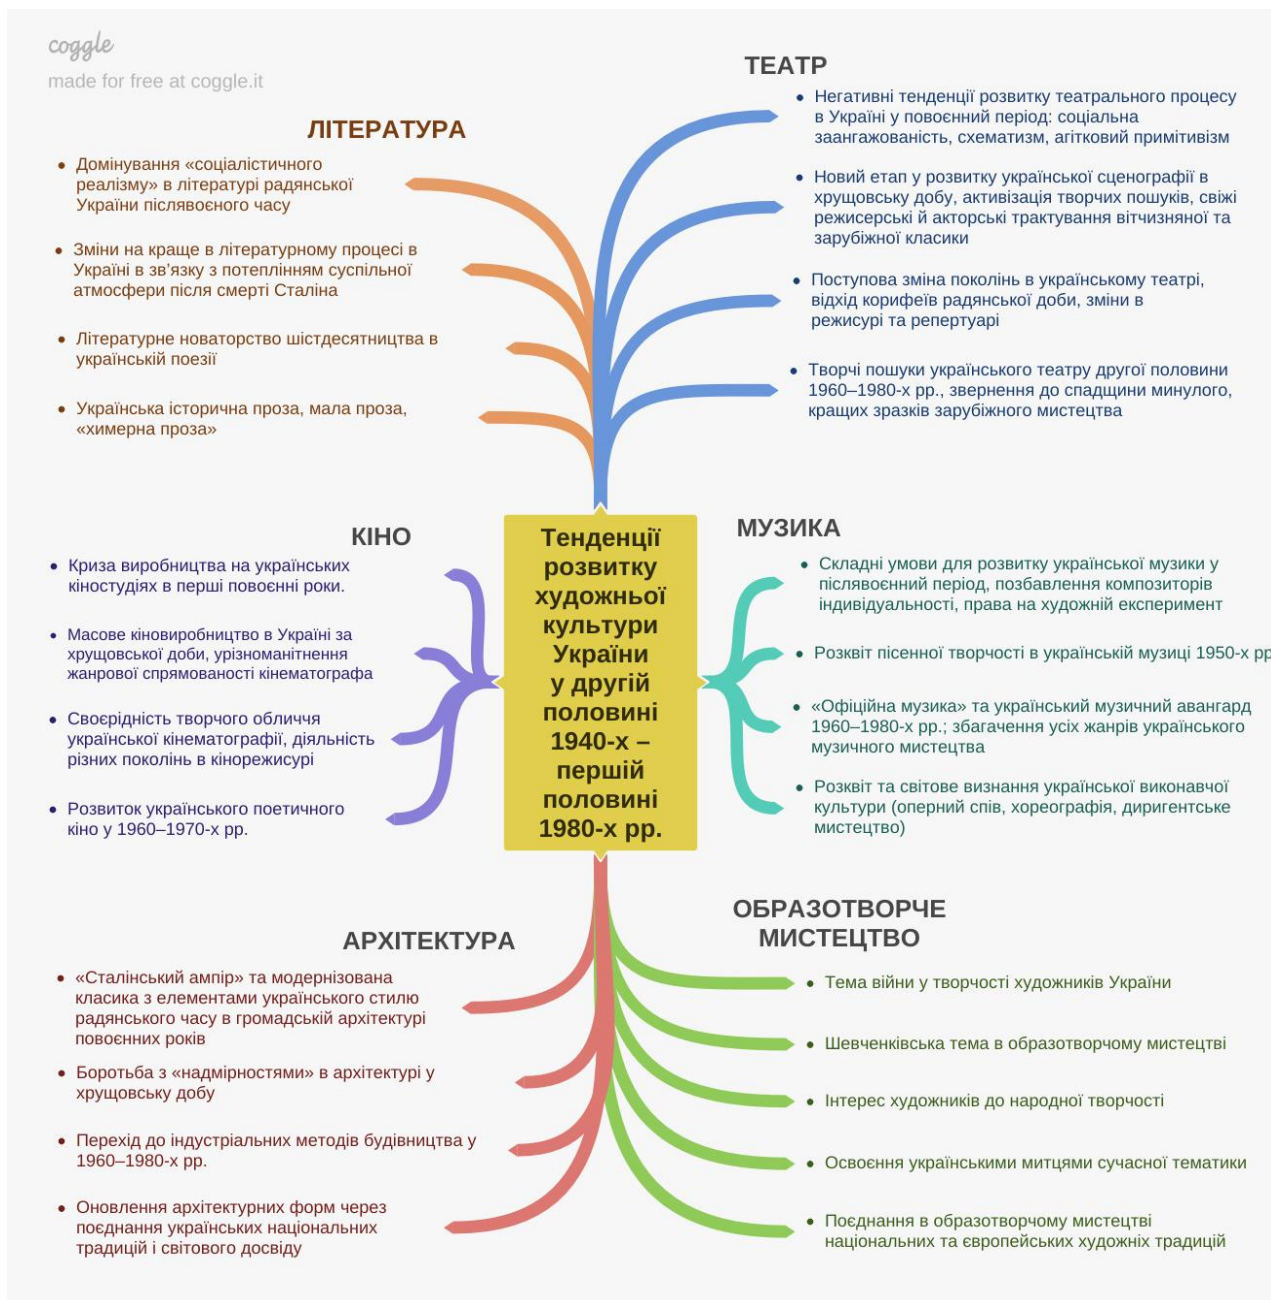 coggle
made for free at coggle.it
ЛІТЕРАТУРА
Домінування «соціалістичного
реалізму» в літературі радянської
України післявоєного часу
Зміни на краще в літературному процесі в
Україні в зв’язку з потеплінням суспільної
атмосфери після смерті Сталіна
Літературне новаторство шістдесятництва в
українській поезії
Українська історична проза, мала проза,
«химерна проза»
ТЕАТР
Негативні тенденції розвитку театрального процесу
в Україні у повоєнний період: соціальна
заангажованість, схематизм, агітковий примітивізм
Новий етап у розвитку української сценографії в
хрущовську добу, активізація творчих пошуків, свіжі
режисерські й акторські трактування вітчизняної та
зарубіжної класики
Поступова зміна поколінь в українському театрі,
відхід корифеїв радянської доби, зміни в
режисурі та репертуарі
Творчі пошуки українського театру другої половини
1960–1980-х рр., звернення до спадщини минулого,
кращих зразків зарубіжного мистецтва
КІНО
Криза виробництва на українських
кіностудіях в перші повоєнні роки.
Масове кіновиробництво в Україні за
хрущовської доби, урізноманітнення
жанрової спрямованості кінематографа
Своєрідність творчого обличчя
української кінематографії, діяльність
різних поколінь в кінорежисурі
Розвиток українського поетичного
кіно у 1960–1970-х рр.
Тенденції
розвитку
художньої
культури
України
у другій
половині
1940-х –
першій
половині
1980-х рр.
МУЗИКА
Складні умови для розвитку української музики у
післявоєнний період, позбавлення композиторів
індивідуальності, права на художній експеримент
Розквіт пісенної творчості в українській музиці 1950-х рр
«Офіційна музика» та український музичний авангард
1960–1980-х рр.; збагачення усіх жанрів українського
музичного мистецтва
Розквіт та світове визнання української виконавчої
культури (оперний спів, хореографія, диригентське
мистецтво)
АРХІТЕКТУРА
«Сталінський ампір» та модернізована
класика з елементами українського стилю
радянського часу в громадській архітектурі
повоєнних років
Боротьба з «надмірностями» в архітектурі у
хрущовську добу
Перехід до індустріальних методів будівництва у
1960–1980-х рр.
Оновлення архітектурних форм через
поєднання українських національних
традицій і світового досвіду
ОБРАЗОТВОРЧЕ
МИСТЕЦТВО
Тема війни у творчості художників України
Шевченківська тема в образотворчому мистецтві
Інтерес художників до народної творчості
Освоєння українськими митцями сучасної тематики
Поєднання в образотворчому мистецтві
національних та європейських художніх традицій